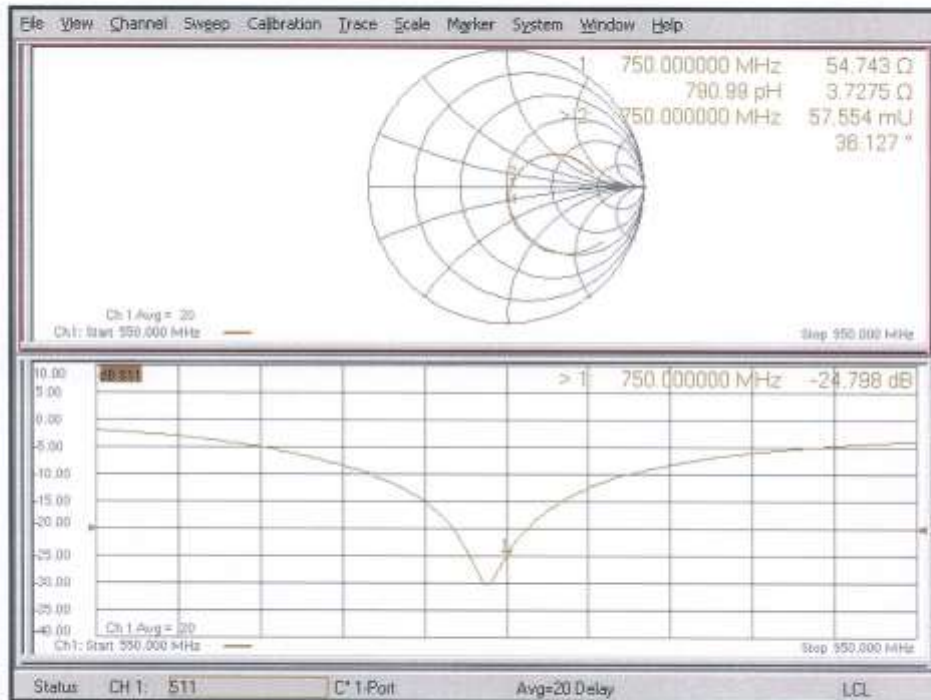 File View Channel Sweep Calibration Trace Scale Marker System Window Help
1 750.000000 MHz 54.743 Ω
780.99 pH 3.7275 Ω
> 2 750.000000 MHz 57.554 mU
36.127 °
Ch 1 Avg = 20
Ch1: Start 550.000 MHz
Stop 950.000 MHz
10.00
dB S11
> 1 750.000000 MHz -24.798 dB
5.00
0.00
-5.00
-10.00
-15.00
-20.00
-25.00
1
-30.00
-35.00
-40.00
Ch 1 Avg = 20
Ch1: Start 550.000 MHz
Stop 950.000 MHz
Status CH 1: S11 C* 1-Port Avg=20 Delay LCL